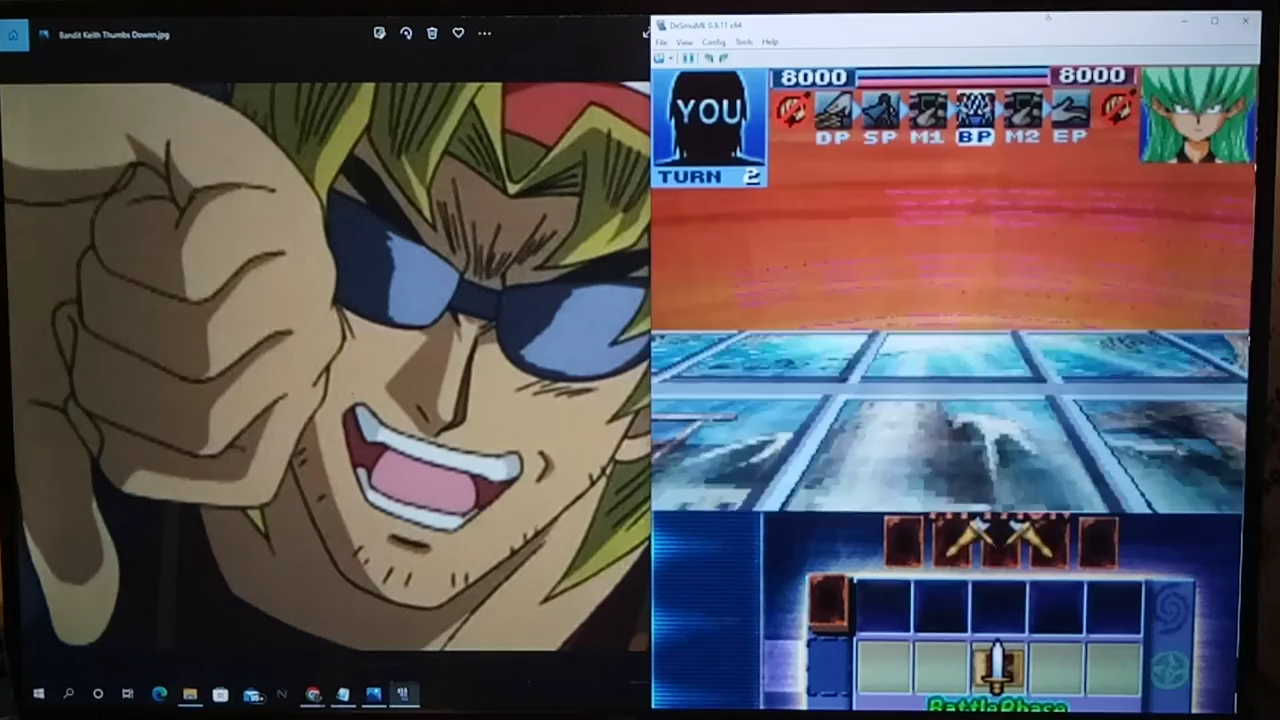 Bandit Keith Thumbs Downn.jpg
DeSmuME 0.9.11 x64
File View Config Tools Help
8000 8000
YOU
DP SP M1 BP M2 EP
TURN 2
BattlePhase